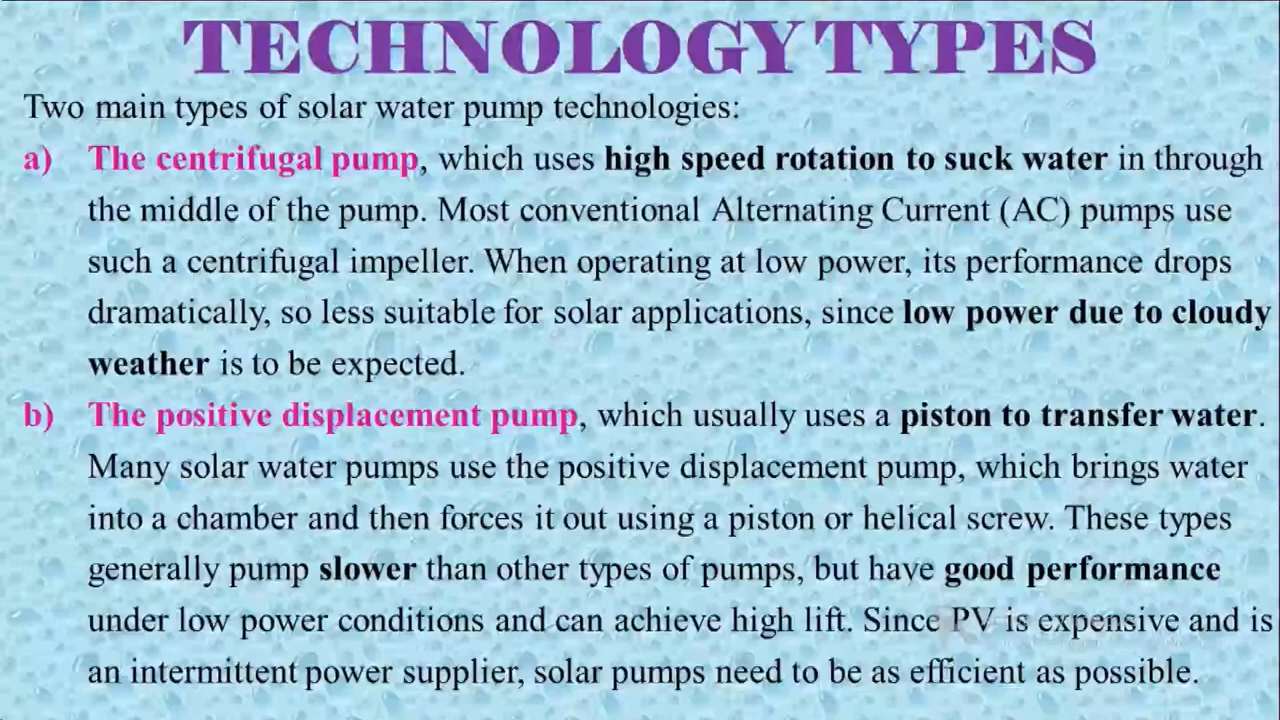 TECHNOLOGY TYPES
Two main types of solar water pump technologies:
a) The centrifugal pump, which uses high speed rotation to suck water in through
the middle of the pump. Most conventional Alternating Current (AC) pumps use
such a centrifugal impeller. When operating at low power, its performance drops
dramatically, so less suitable for solar applications, since low power due to cloudy
weather is to be expected.
b) The positive displacement pump, which usually uses a piston to transfer water.
Many solar water pumps use the positive displacement pump, which brings water
into a chamber and then forces it out using a piston or helical screw. These types
generally pump slower than other types of pumps, but have good performance
under low power conditions and can achieve high lift. Since PV is expensive and is
an intermittent power supplier, solar pumps need to be as efficient as possible.